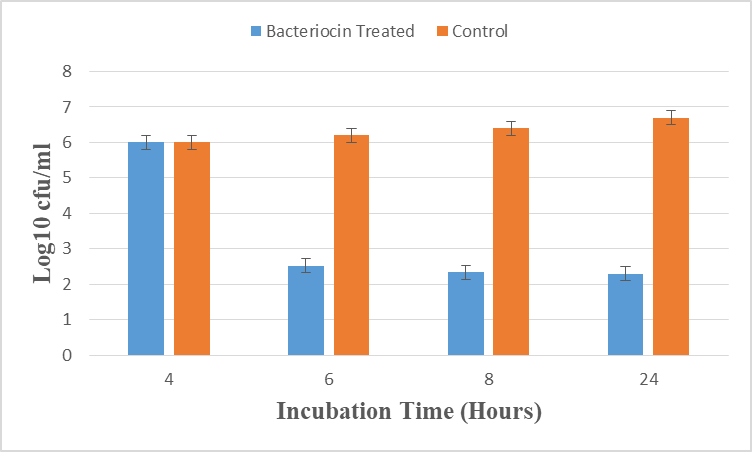 Bacteriocin Treated Control
8
7
6
5
4
3
2
1
0
Log10 cfu/ml
4 6 8 24
Incubation Time (Hours)